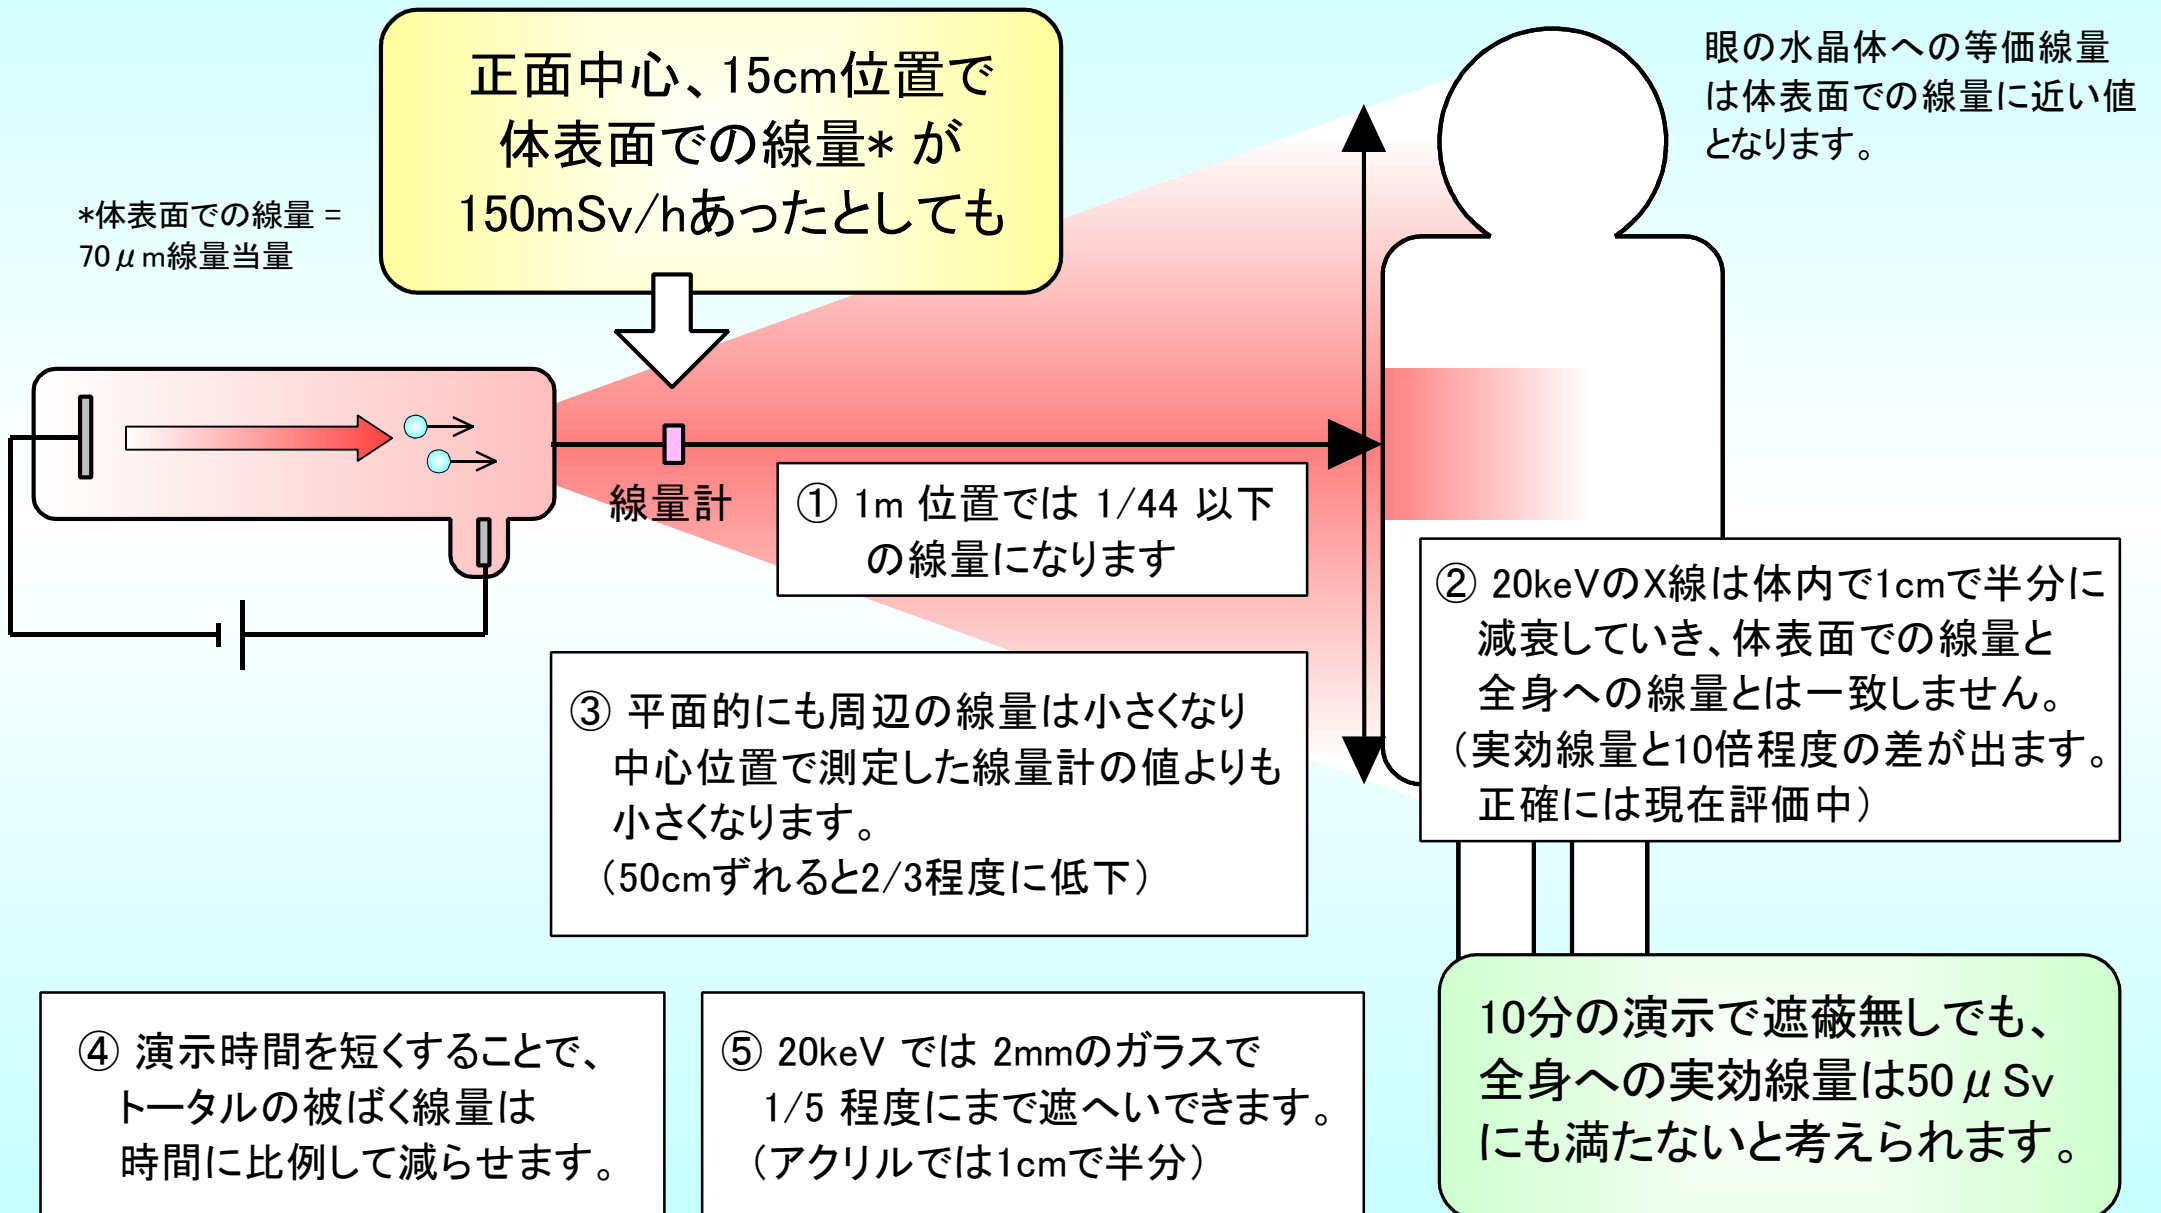 正面中心、15cm位置で
体表面での線量* が
150mSv/hあったとしても
眼の水晶体への等価線量
は体表面での線量に近い値
となります。
*体表面での線量 =
70μm線量当量
線量計
① 1m 位置では 1/44 以下
の線量になります
② 20keVのX線は体内で1cmで半分に
減衰していき、体表面での線量と
全身への線量とは一致しません。
（実効線量と10倍程度の差が出ます。
正確には現在評価中）
③ 平面的にも周辺の線量は小さくなり
中心位置で測定した線量計の値よりも
小さくなります。
（50cmずれると2/3程度に低下）
④ 演示時間を短くすることで、
トータルの被ばく線量は
時間に比例して減らせます。
⑤ 20keV では 2mmのガラスで
1/5 程度にまで遮へいできます。
（アクリルでは1cmで半分）
10分の演示で遮蔽無しでも、
全身への実効線量は50μSv
にも満たないと考えられます。